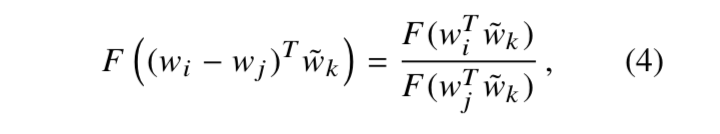 F ((w_i − w_j)^T w̃_k) = F(w_i^T w̃_k) / F(w_j^T w̃_k) , (4)